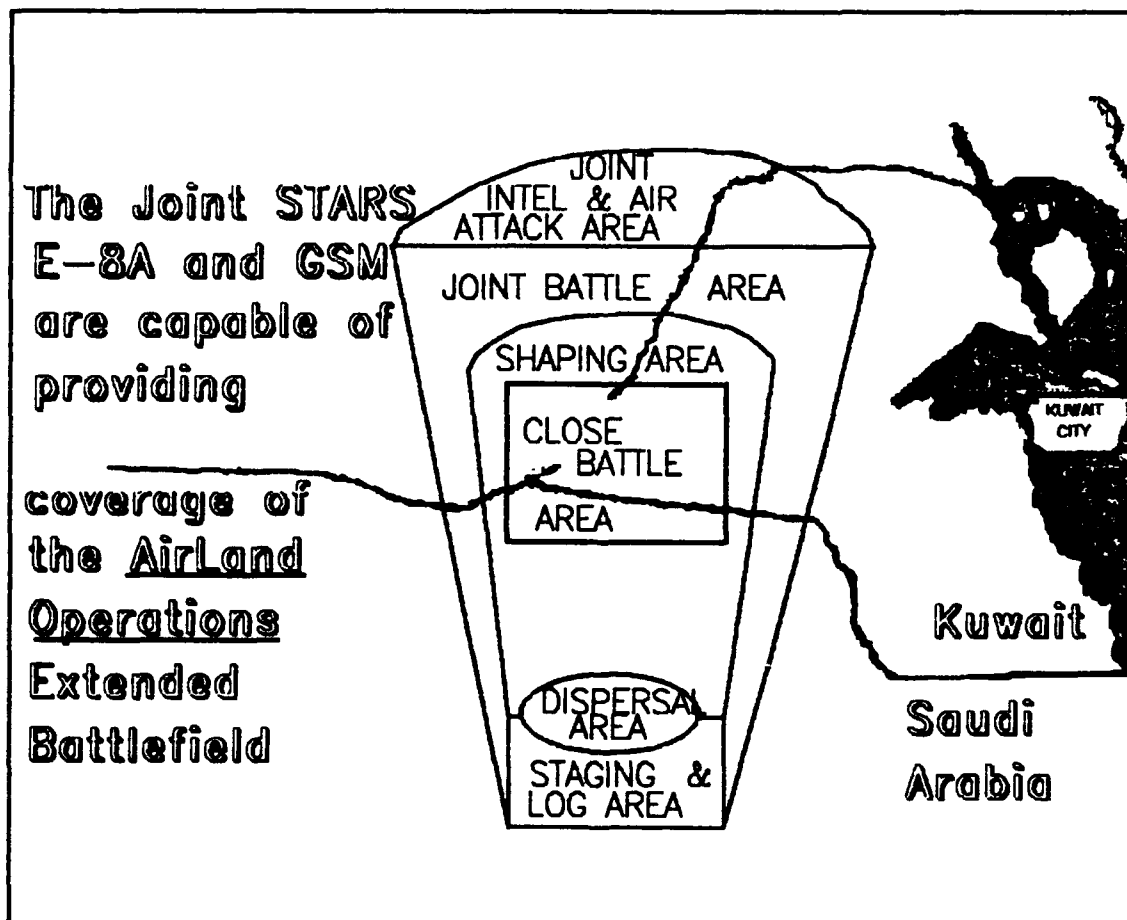 The Joint STARS
E-8A and GSM
are capable of
providing
coverage of
the AirLand
Operations
Extended
Battlefield
JOINT
INTEL & AIR
ATTACK AREA
JOINT BATTLE AREA
SHAPING AREA
CLOSE
BATTLE
AREA
DISPERSAL
AREA
STAGING &
LOG AREA
KUWAIT
CITY
Kuwait
Saudi
Arabia